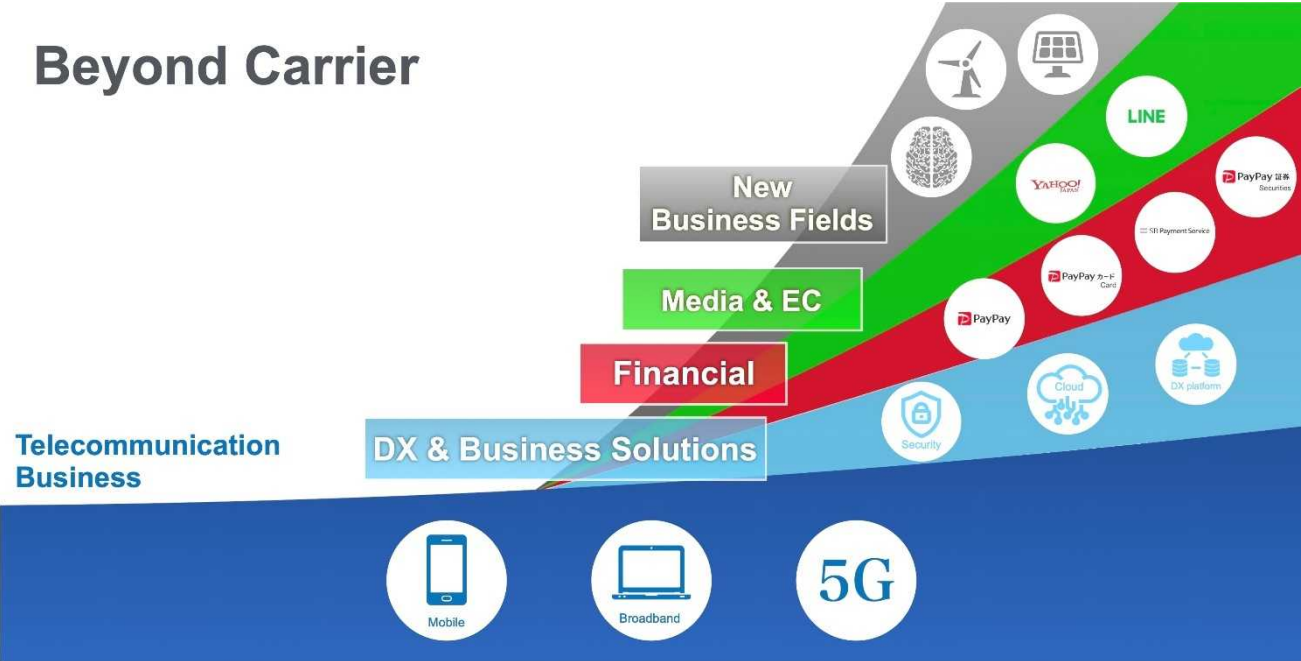 Beyond Carrier
New
Business Fields
Media & EC
Financial
DX & Business Solutions
Telecommunication
Business
LINE
YAHOO!
JAPAN
PayPay 証券
Securities
SB Payment Service
PayPay カード
Card
PayPay
Security
Cloud
DX platform
Mobile
Broadband
5G